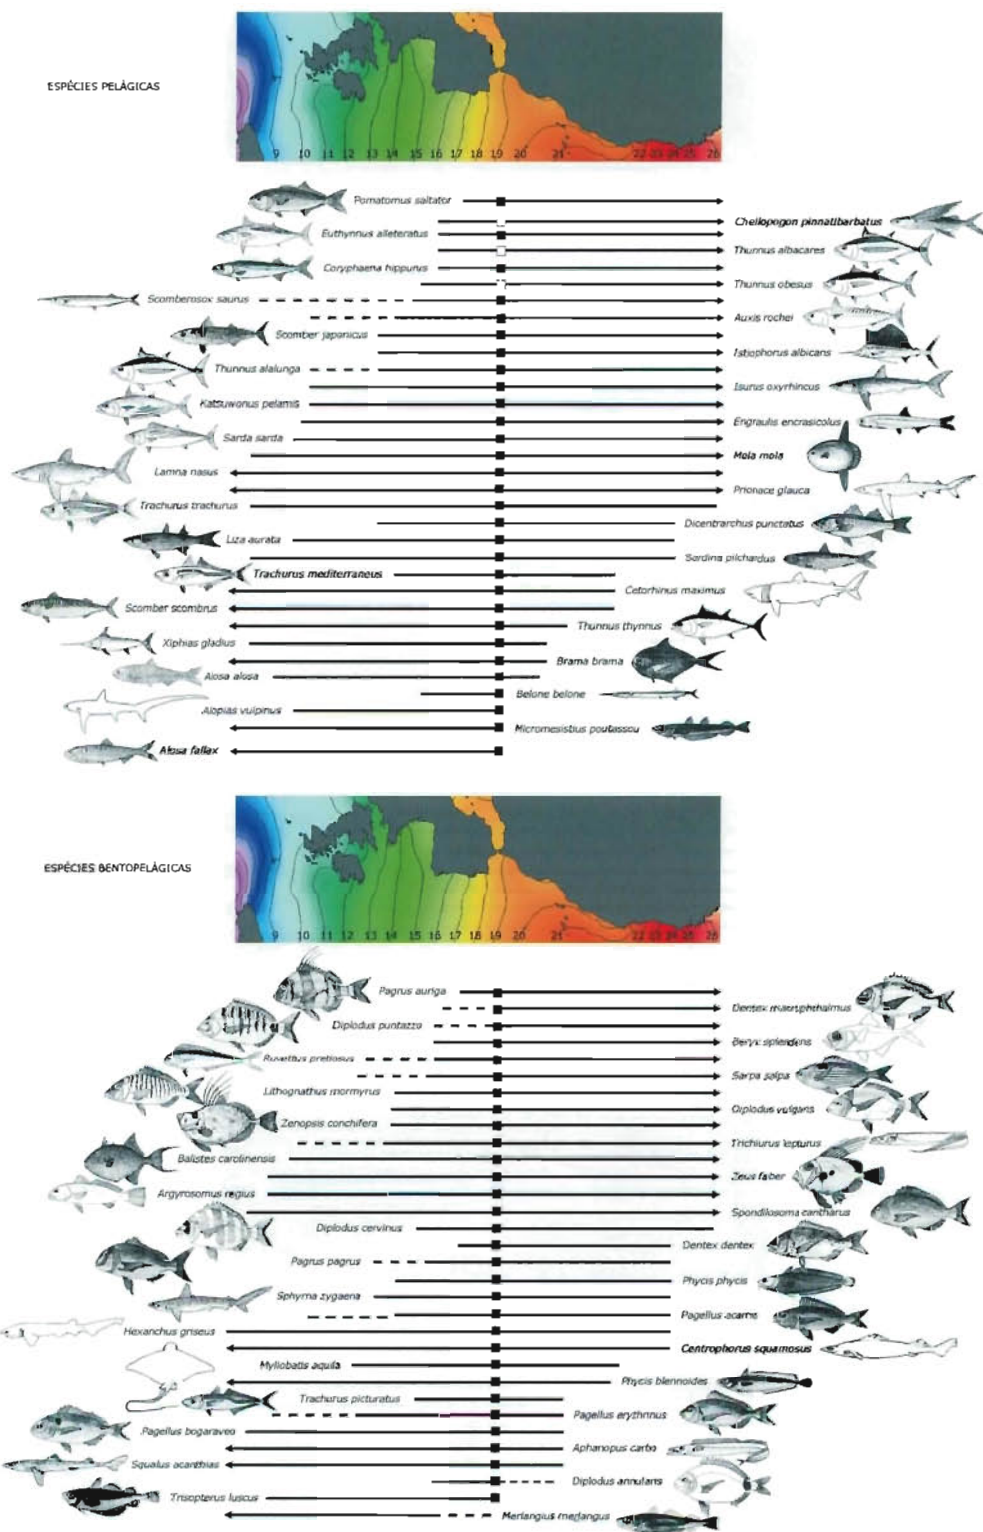 ESPÉCIES PELÁGICAS
9 10 11 12 13 14 15 16 17 18 19 20 21 22 23 24 25 26
Pomatomus saltator
Cheilopogon pinnatibarbatus
Euthynnus alleteratus
Thunnus albacares
Coryphaena hippurus
Thunnus obesus
Scomberosox saurus
Auxis rochei
Scomber japonicus
Istiophorus albicans
Thunnus alalunga
Isurus oxyrhincus
Katsuwonus pelamis
Engraulis encrasicolus
Sarda sarda
Mola mola
Lamna nasus
Prionace glauca
Trachurus trachurus
Dicentrarchus punctatus
Liza aurata
Sardina pilchardus
Trachurus mediterraneus
Cetorhinus maximus
Scomber scombrus
Thunnus thynnus
Xiphias gladius
Brama brama
Alosa alosa
Belone belone
Alopias vulpinus
Micromesistius poutassou
Alosa fallax
ESPÉCIES BENTOPELÁGICAS
9 10 11 12 13 14 15 16 17 18 19 20 21 22 23 24 25 26
Pagrus auriga
Dentex macrophthalmus
Diplodus puntazzo
Beryx splendens
Ruvettus pretiosus
Sarpa salpa
Lithognathus mormyrus
Diplodus vulgaris
Zenopsis conchifera
Trichiurus lepturus
Balistes carolinensis
Zeus faber
Argyrosomus regius
Spondilosoma cantharus
Diplodus cervinus
Dentex dentex
Pagrus pagrus
Phycis phycis
Sphyrna zygaena
Pagellus acarne
Hexanchus griseus
Centrophorus squamosus
Myliobatis aquila
Phycis blennoides
Trachurus picturatus
Pagellus erythrinus
Pagellus bogaraveo
Aphanopus carbo
Squalus acanthias
Diplodus annularis
Trisopterus luscus
Merlangius merlangus